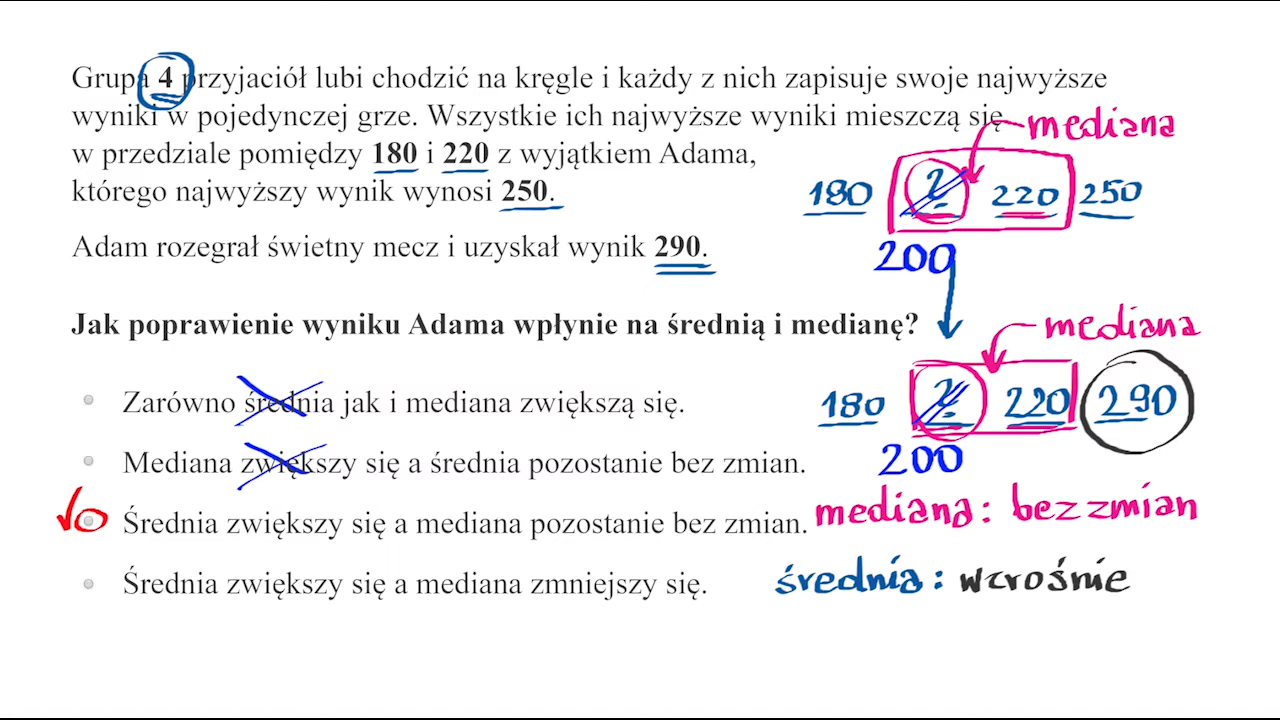 Grupa 4 przyjaciół lubi chodzić na kręgle i każdy z nich zapisuje swoje najwyższe
wyniki w pojedynczej grze. Wszystkie ich najwyższe wyniki mieszczą się
w przedziale pomiędzy 180 i 220 z wyjątkiem Adama,
którego najwyższy wynik wynosi 250.
mediana
180 2 220 250
200
Adam rozegrał świetny mecz i uzyskał wynik 290.
Jak poprawienie wyniku Adama wpłynie na średnią i medianę?
mediana
180 2 220 290
200
Zarówno średnia jak i mediana zwiększą się.
Mediana zwiększy się a średnia pozostanie bez zmian.
Średnia zwiększy się a mediana pozostanie bez zmian.
mediana: bez zmian
Średnia zwiększy się a mediana zmniejszy się.
średnia: wzrośnie